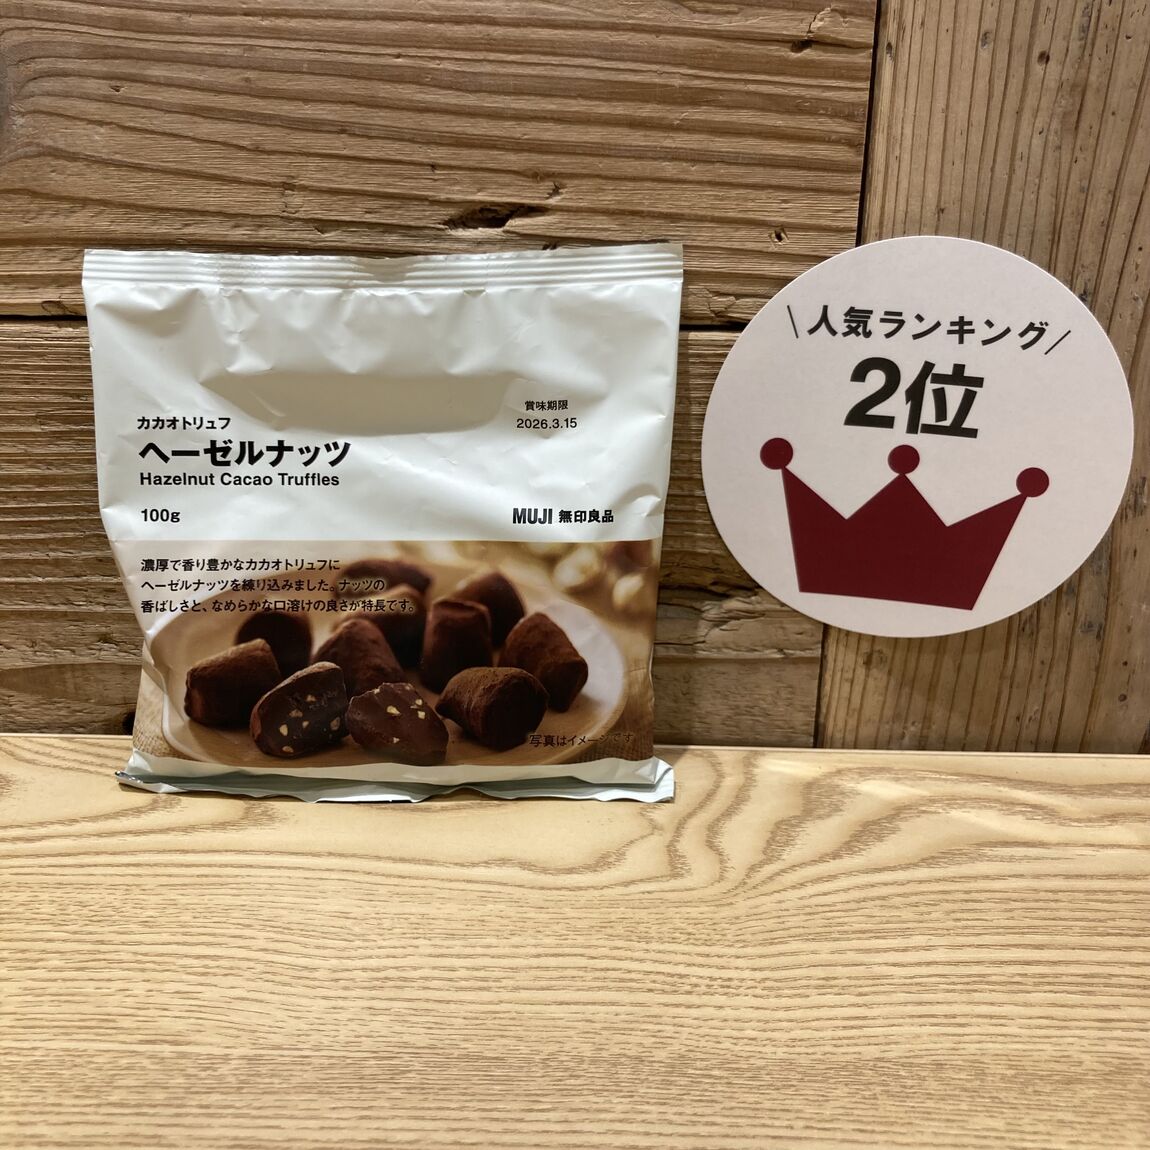 カカオトリュフ
ヘーゼルナッツ
Hazelnut Cacao Truffles
100g
賞味期限
2026.3.15
MUJI 無印良品
濃厚で香り豊かなカカオトリュフに
ヘーゼルナッツを練り込みました。ナッツの
香ばしさと、なめらかな口溶けの良さが特長です。
写真はイメージです
\人気ランキング/
2位